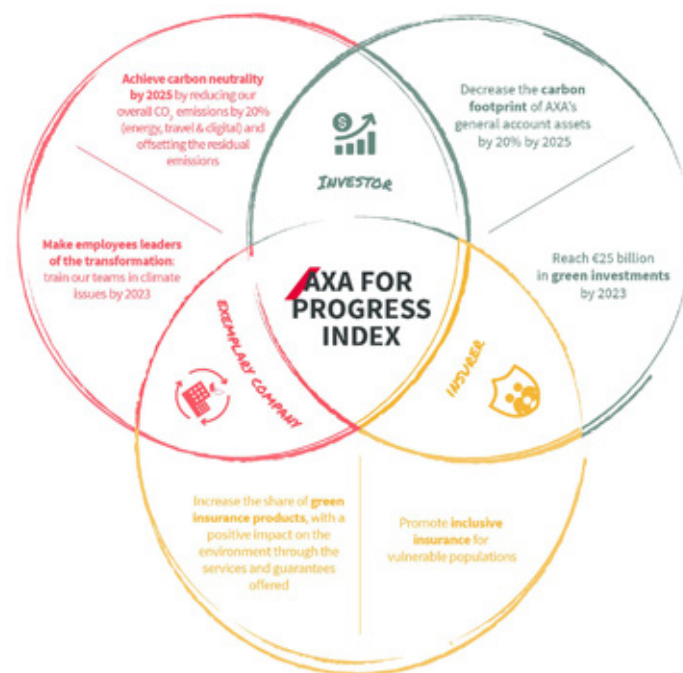 Achieve carbon neutrality
by 2025 by reducing our
overall CO₂ emissions by 20%
(energy, travel & digital) and
offsetting the residual
emissions
Decrease the carbon
footprint of AXA's
general account assets
by 20% by 2025
INVESTOR
Make employees leaders
of the transformation:
train our teams in climate
issues by 2023
Reach €25 billion
in green investments
by 2023
AXA FOR
PROGRESS
INDEX
EXEMPLARY COMPANY
INSURER
Increase the share of green
insurance products, with a
positive impact on the
environment through the
services and guarantees
offered
Promote inclusive
insurance for
vulnerable populations